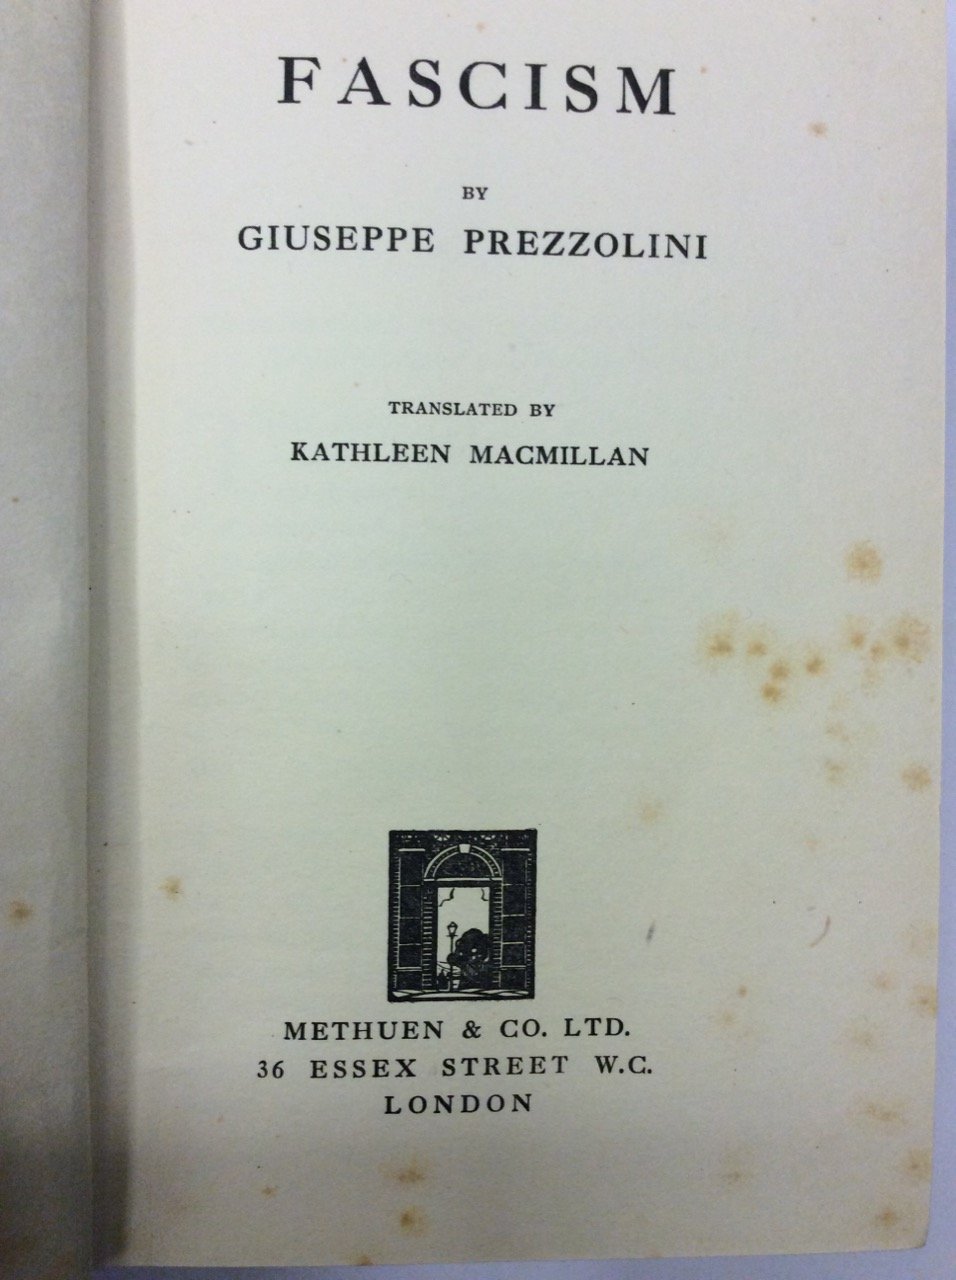 FASCISM
BY
GIUSEPPE PREZZOLINI
TRANSLATED BY
KATHLEEN MACMILLAN
METHUEN & CO. LTD.
36 ESSEX STREET W.C.
LONDON